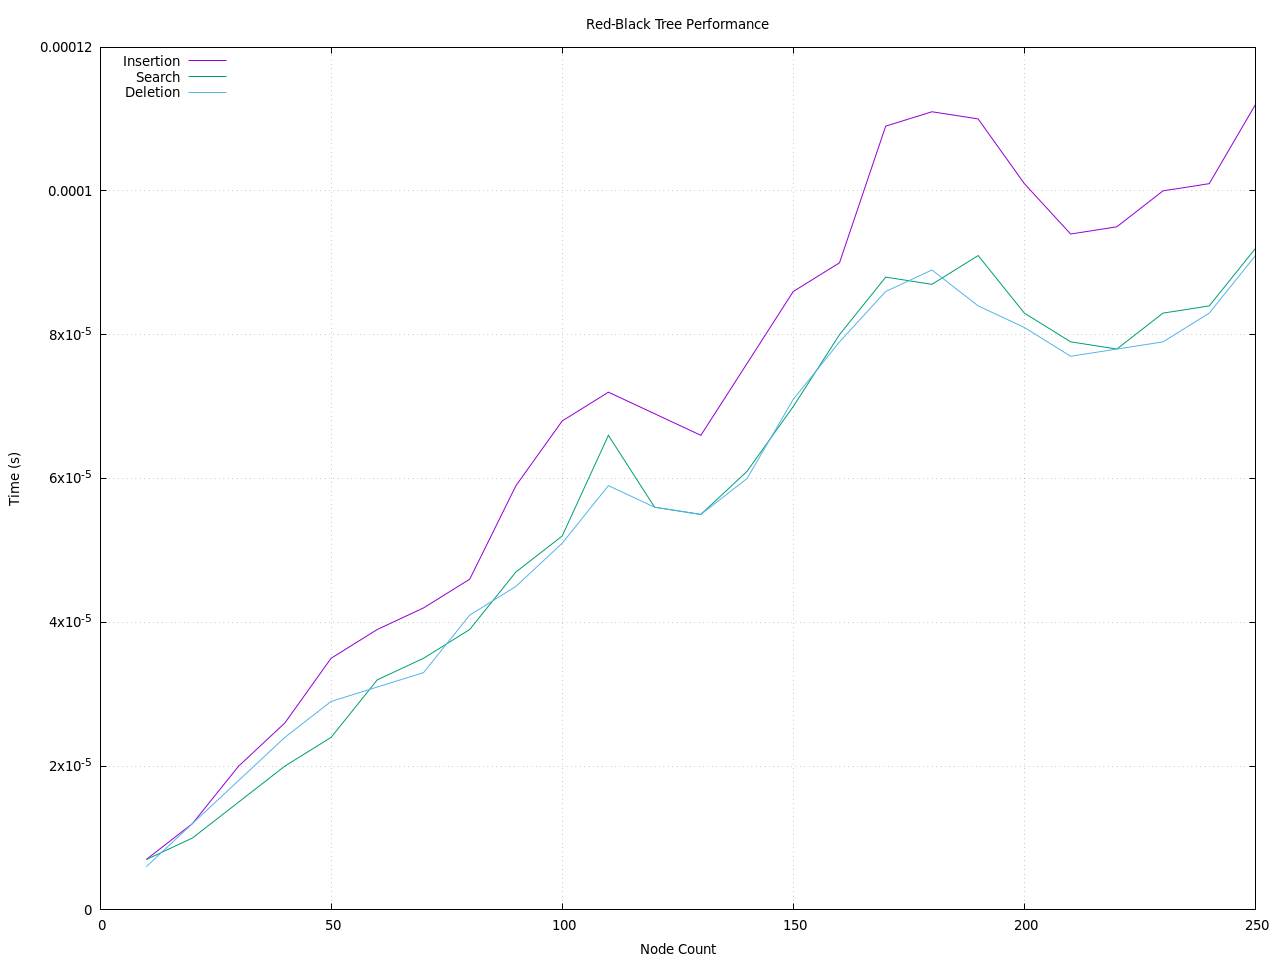 Red-Black Tree Performance
0.00012
0.0001
8x10⁻⁵
6x10⁻⁵
4x10⁻⁵
2x10⁻⁵
0
Insertion
Search
Deletion
Time (s)
0 50 100 150 200 250
Node Count